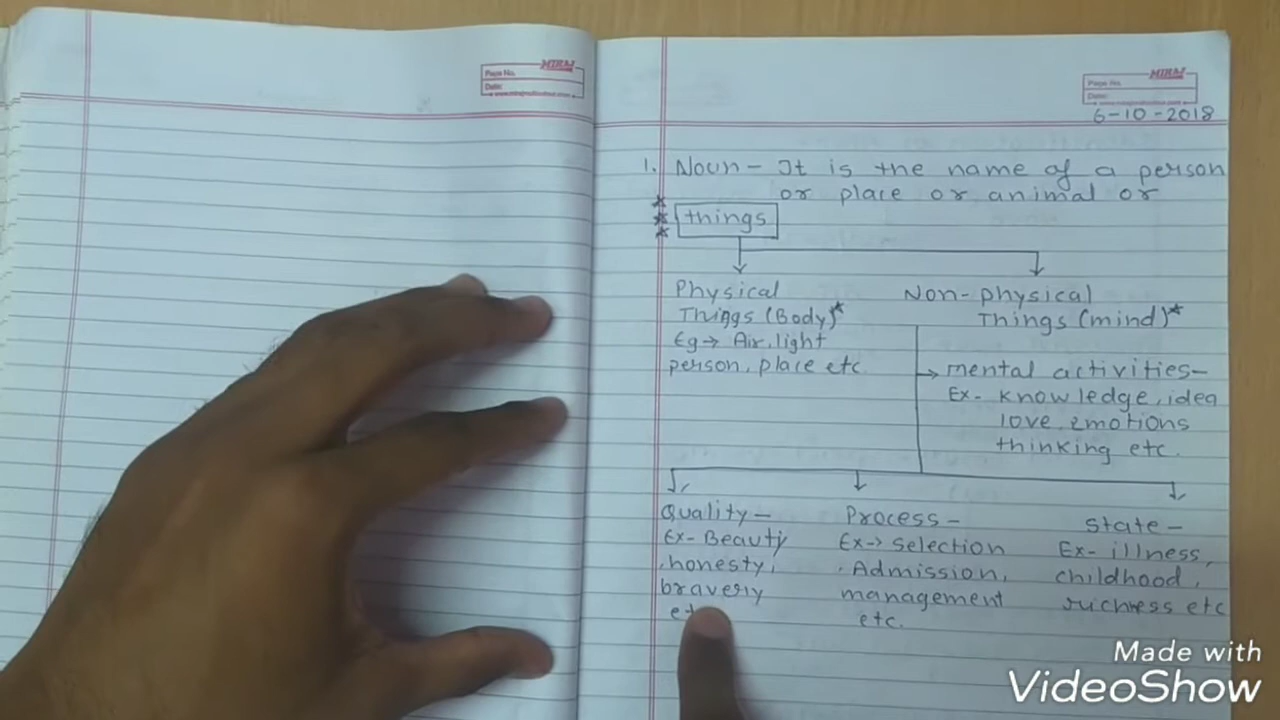 MIRAJ
Page No.
Date:
MIRAJ
Page No.
Date:
6-10-2018
1. Noun - It is the name of a person
or place or animal or
things
Physical
Things (Body)*
Eg → Air, light
person, place etc.
Non-physical
Things (mind)*
→ mental activities-
Ex- knowledge, idea
love emotions
thinking etc.
Quality-
Ex- Beauty
, honesty,
bravery
etc
Process-
Ex→ selection
. Admission,
management
etc.
State-
Ex- illness,
childhood,
richness etc
Made with
VideoShow